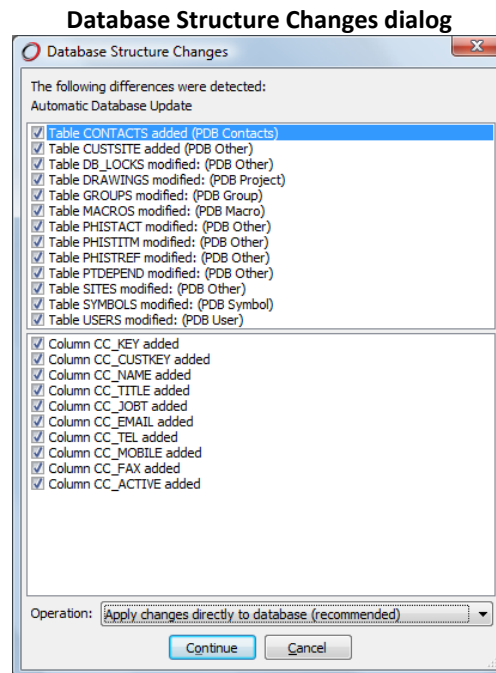 Database Structure Changes dialog
Database Structure Changes
The following differences were detected:
Automatic Database Update
Table CONTACTS added (PDB Contacts)
Table CUSTSITE added (PDB Other)
Table DB_LOCKS modified: (PDB Other)
Table DRAWINGS modified: (PDB Project)
Table GROUPS modified: (PDB Group)
Table MACROS modified: (PDB Macro)
Table PHISTACT modified: (PDB Other)
Table PHISTITM modified: (PDB Other)
Table PHISTREF modified: (PDB Other)
Table PTDEPEND modified: (PDB Other)
Table SITES modified: (PDB Other)
Table SYMBOLS modified: (PDB Symbol)
Table USERS modified: (PDB User)
Column CC_KEY added
Column CC_CUSTKEY added
Column CC_NAME added
Column CC_TITLE added
Column CC_JOBT added
Column CC_EMAIL added
Column CC_TEL added
Column CC_MOBILE added
Column CC_FAX added
Column CC_ACTIVE added
Operation: Apply changes directly to database (recommended)
Continue Cancel